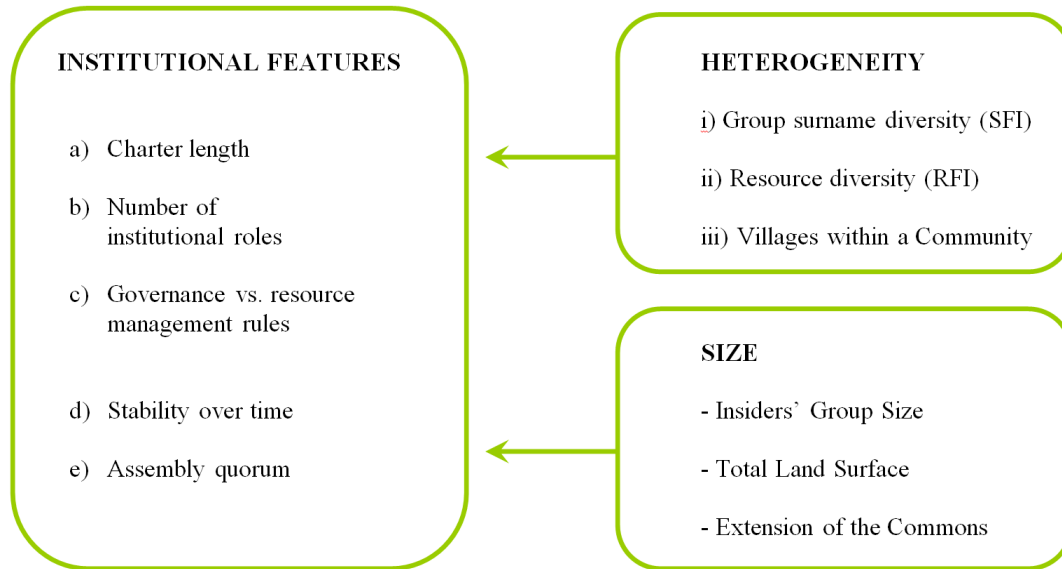 INSTITUTIONAL FEATURES
a) Charter length
b) Number of
institutional roles
c) Governance vs. resource
management rules
d) Stability over time
e) Assembly quorum
HETEROGENEITY
i) Group surname diversity (SFI)
ii) Resource diversity (RFI)
iii) Villages within a Community
SIZE
- Insiders’ Group Size
- Total Land Surface
- Extension of the Commons